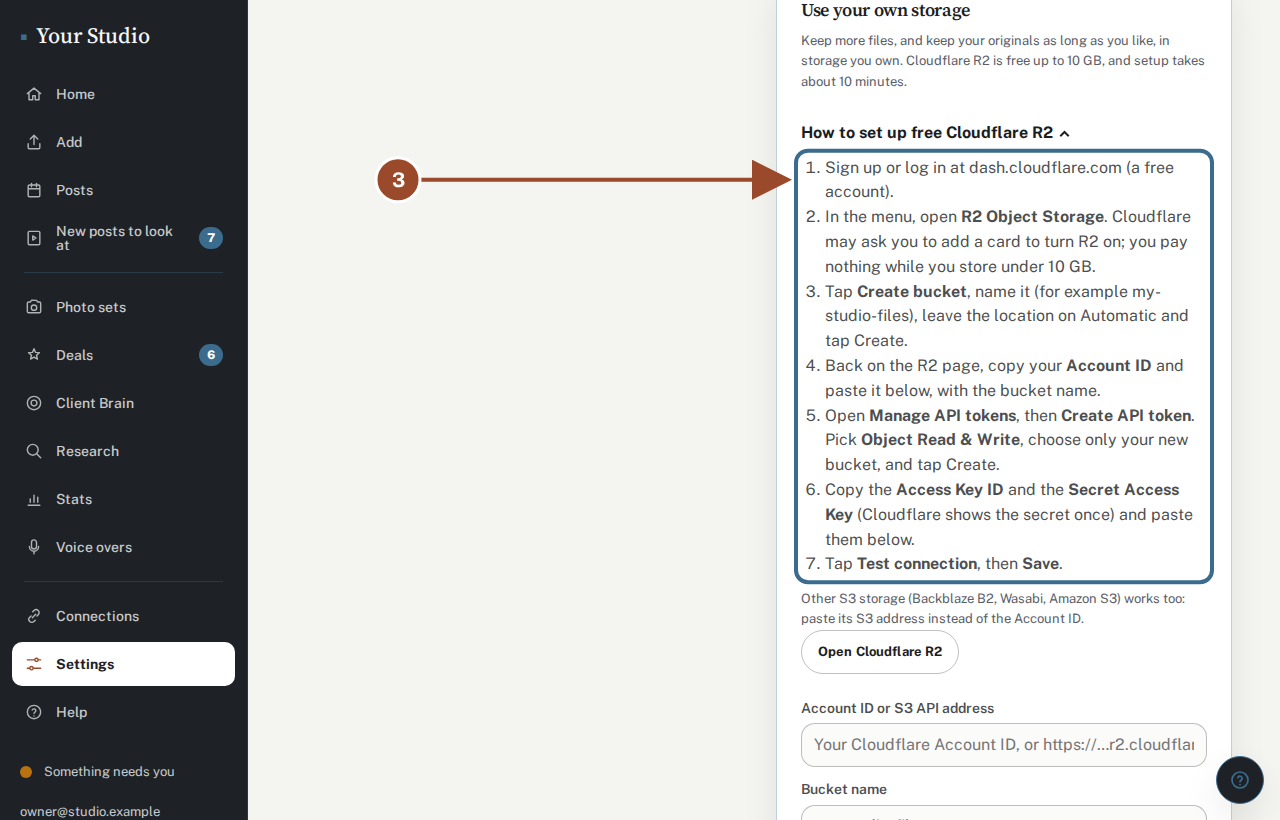 Your Studio
Home
Add
Posts
New posts to look
at
7
Photo sets
Deals
6
Client Brain
Research
Stats
Voice overs
Connections
Settings
Help
Something needs you
owner@studio.example
3
Use your own storage
Keep more files, and keep your originals as long as you like, in
storage you own. Cloudflare R2 is free up to 10 GB, and setup takes
about 10 minutes.
How to set up free Cloudflare R2
1. Sign up or log in at dash.cloudflare.com (a free
account).
2. In the menu, open R2 Object Storage. Cloudflare
may ask you to add a card to turn R2 on; you pay
nothing while you store under 10 GB.
3. Tap Create bucket, name it (for example my-
studio-files), leave the location on Automatic and
tap Create.
4. Back on the R2 page, copy your Account ID and
paste it below, with the bucket name.
5. Open Manage API tokens, then Create API token.
Pick Object Read & Write, choose only your new
bucket, and tap Create.
6. Copy the Access Key ID and the Secret Access
Key (Cloudflare shows the secret once) and paste
them below.
7. Tap Test connection, then Save.
Other S3 storage (Backblaze B2, Wasabi, Amazon S3) works too:
paste its S3 address instead of the Account ID.
Open Cloudflare R2
Account ID or S3 API address
Your Cloudflare Account ID, or https://...r2.cloudflar
Bucket name